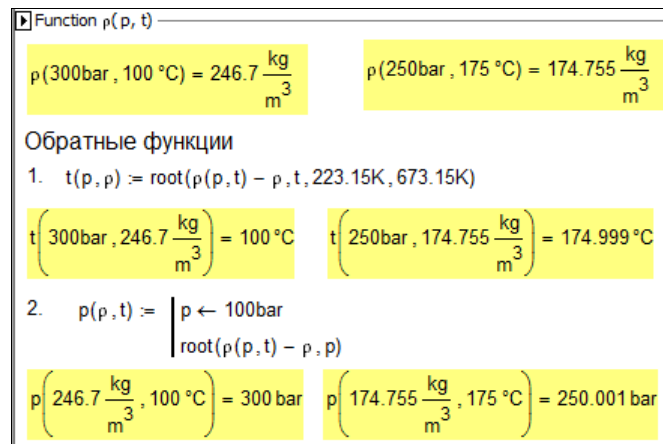 Function ρ( p, t)
ρ(300bar , 100 °C) = 246.7 kg/m³ ρ(250bar , 175 °C) = 174.755 kg/m³
Обратные функции
1. t(p,ρ) := root(ρ(p,t) − ρ,t,223.15K,673.15K)
t(300bar , 246.7 kg/m³) = 100 °C t(250bar , 174.755 kg/m³) = 174.999 °C
2. p(ρ,t) := | p ← 100bar
| root(ρ(p,t) − ρ,p)
p(246.7 kg/m³ , 100 °C) = 300 bar p(174.755 kg/m³ , 175 °C) = 250.001 bar